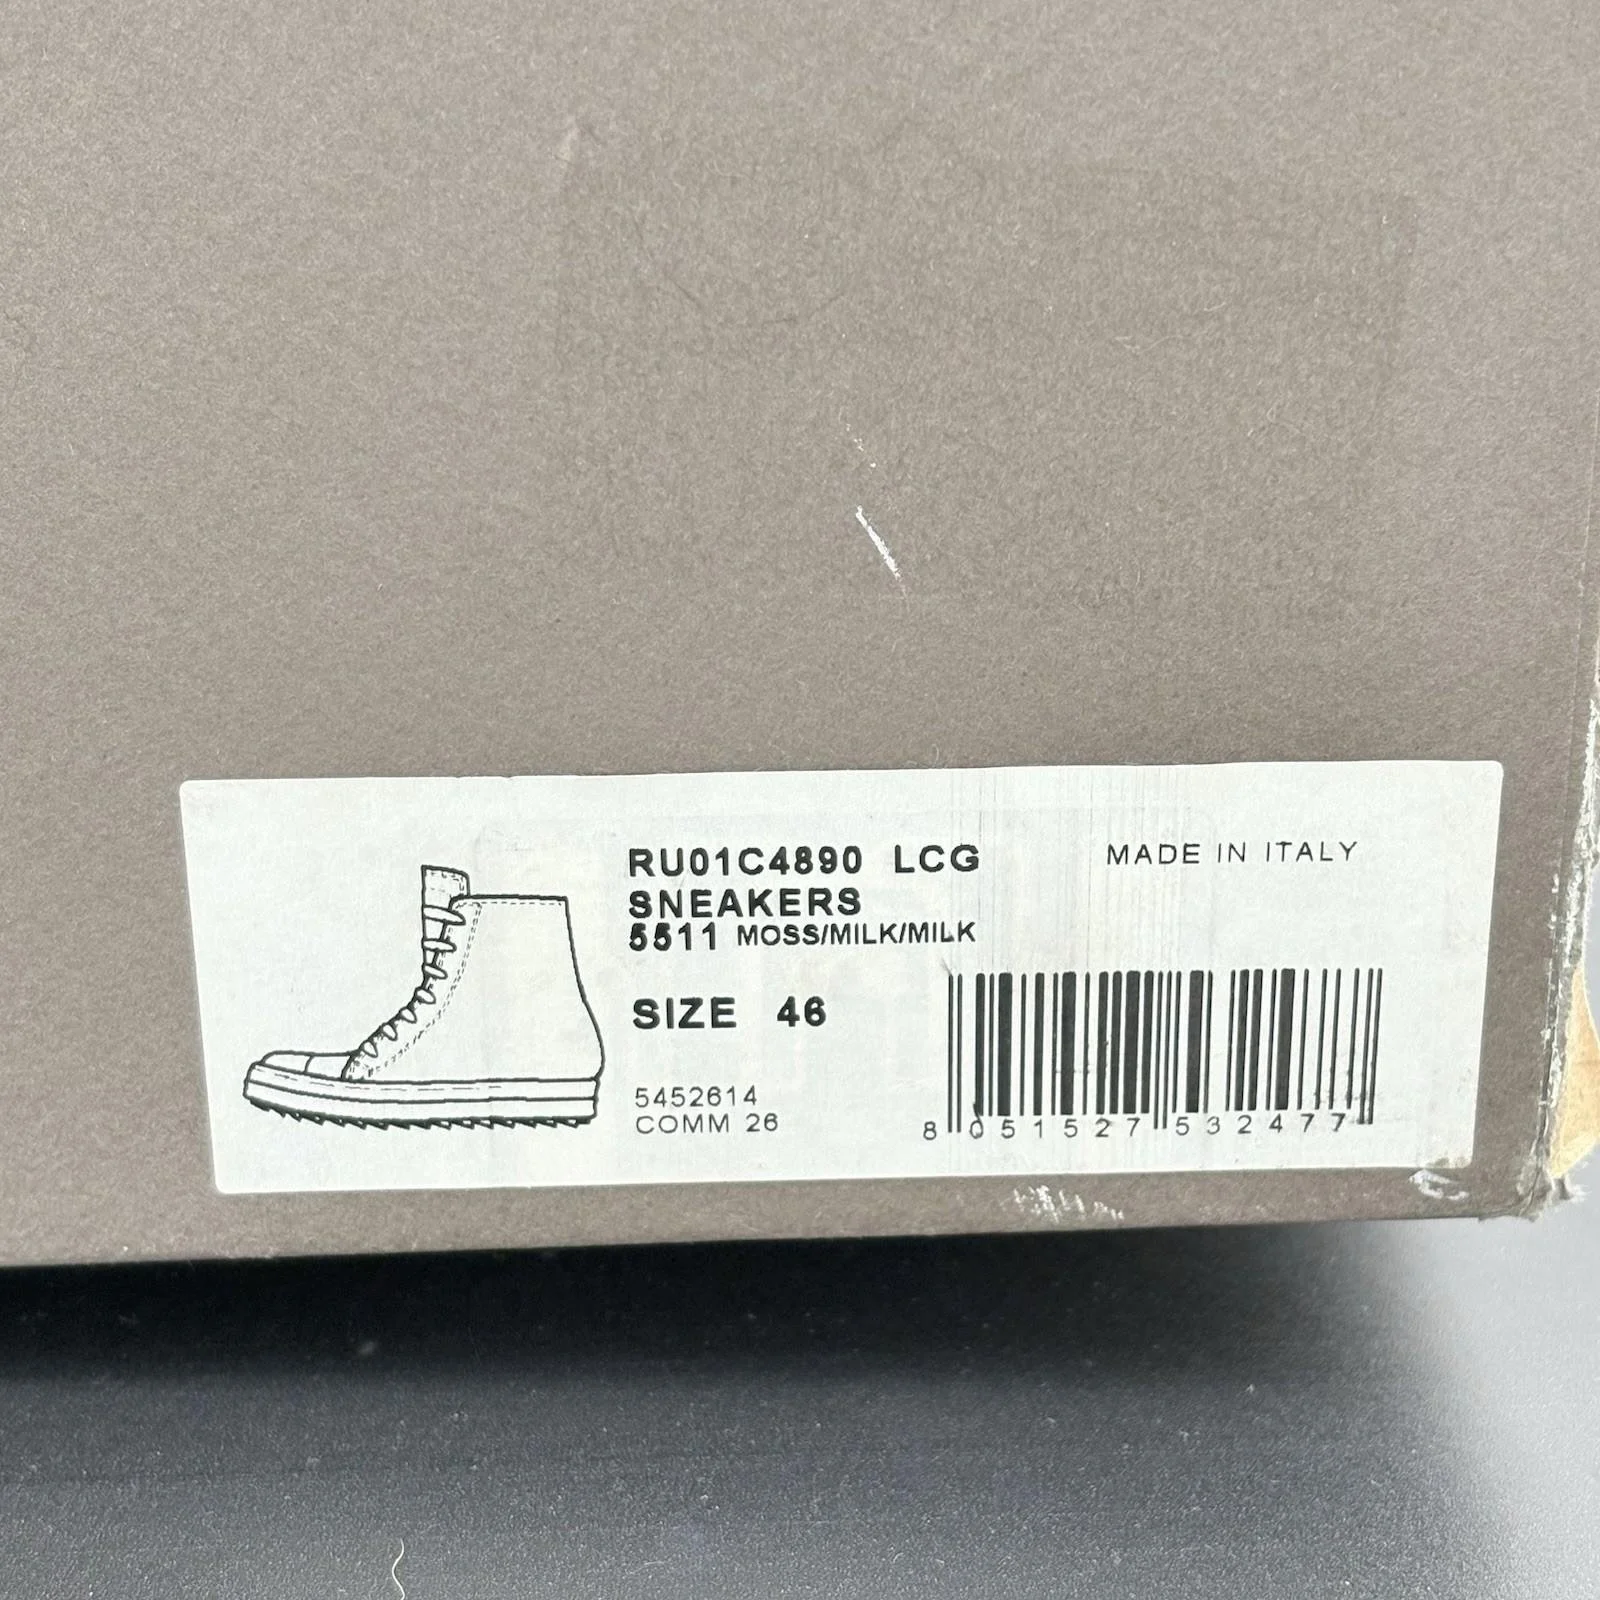 RU01C4890 LCG
MADE IN ITALY
SNEAKERS
5511 MOSS/MILK/MILK
SIZE 46
5452614
COMM 26
8 051527 532477